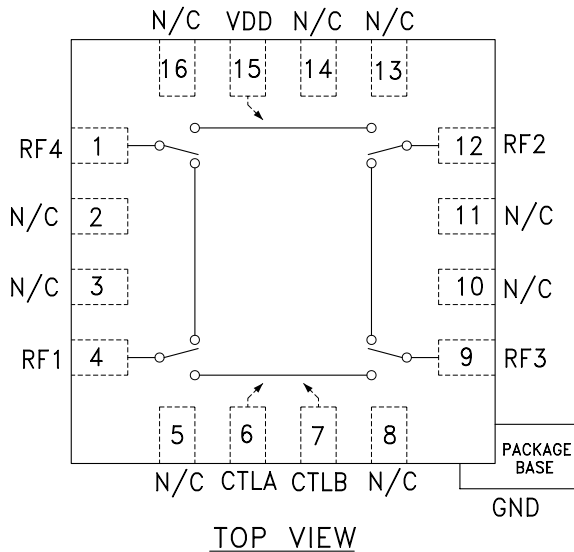 N/C VDD N/C N/C
16 15 14 13
RF4 1 12 RF2
N/C 2 11 N/C
N/C 3 10 N/C
RF1 4 9 RF3
5 6 7 8
N/C CTLA CTLB N/C
PACKAGE
BASE
GND
TOP VIEW